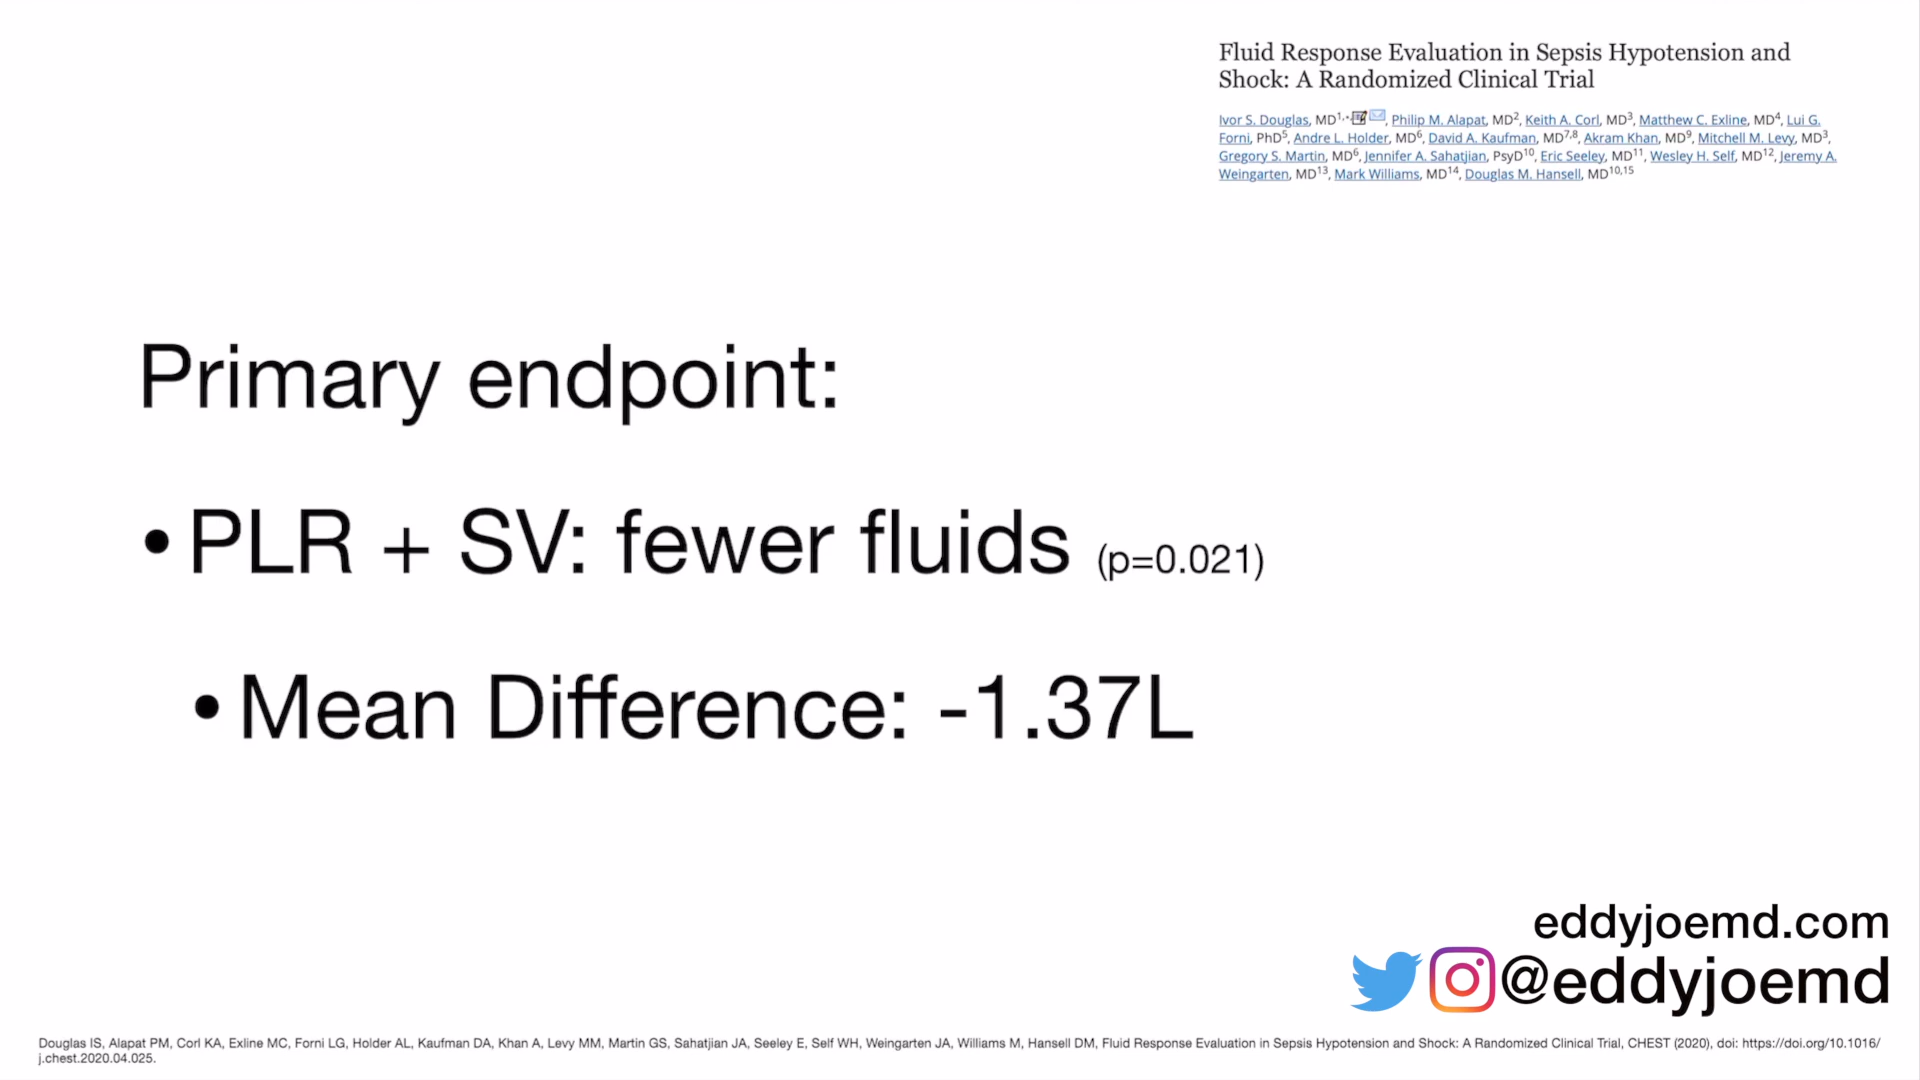 Fluid Response Evaluation in Sepsis Hypotension and
Shock: A Randomized Clinical Trial
Ivor S. Douglas, MD1,∗, Philip M. Alapat, MD2, Keith A. Corl, MD3, Matthew C. Exline, MD4, Lui G.
Forni, PhD5, Andre L. Holder, MD6, David A. Kaufman, MD7,8, Akram Khan, MD9, Mitchell M. Levy, MD3,
Gregory S. Martin, MD6, Jennifer A. Sahatjian, PsyD10, Eric Seeley, MD11, Wesley H. Self, MD12, Jeremy A.
Weingarten, MD13, Mark Williams, MD14, Douglas M. Hansell, MD10,15
Primary endpoint:
• PLR + SV: fewer fluids (p=0.021)
• Mean Difference: -1.37L
eddyjoemd.com
@eddyjoemd
Douglas IS, Alapat PM, Corl KA, Exline MC, Forni LG, Holder AL, Kaufman DA, Khan A, Levy MM, Martin GS, Sahatjian JA, Seeley E, Self WH, Weingarten JA, Williams M, Hansell DM, Fluid Response Evaluation in Sepsis Hypotension and Shock: A Randomized Clinical Trial, CHEST (2020), doi: https://doi.org/10.1016/
j.chest.2020.04.025.